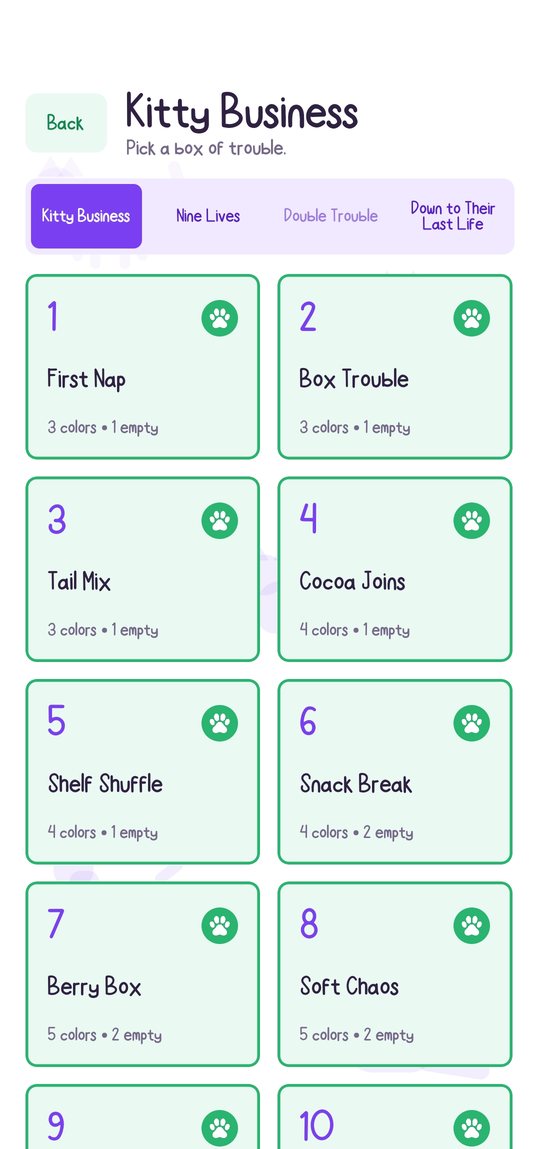 Back
Kitty Business
Pick a box of trouble.
Kitty Business
Nine Lives
Double Trouble
Down to Their
Last Life
1
First Nap
3 colors • 1 empty
2
Box Trouble
3 colors • 1 empty
3
Tail Mix
3 colors • 1 empty
4
Cocoa Joins
4 colors • 1 empty
5
Shelf Shuffle
4 colors • 1 empty
6
Snack Break
4 colors • 2 empty
7
Berry Box
5 colors • 2 empty
8
Soft Chaos
5 colors • 2 empty
9
10